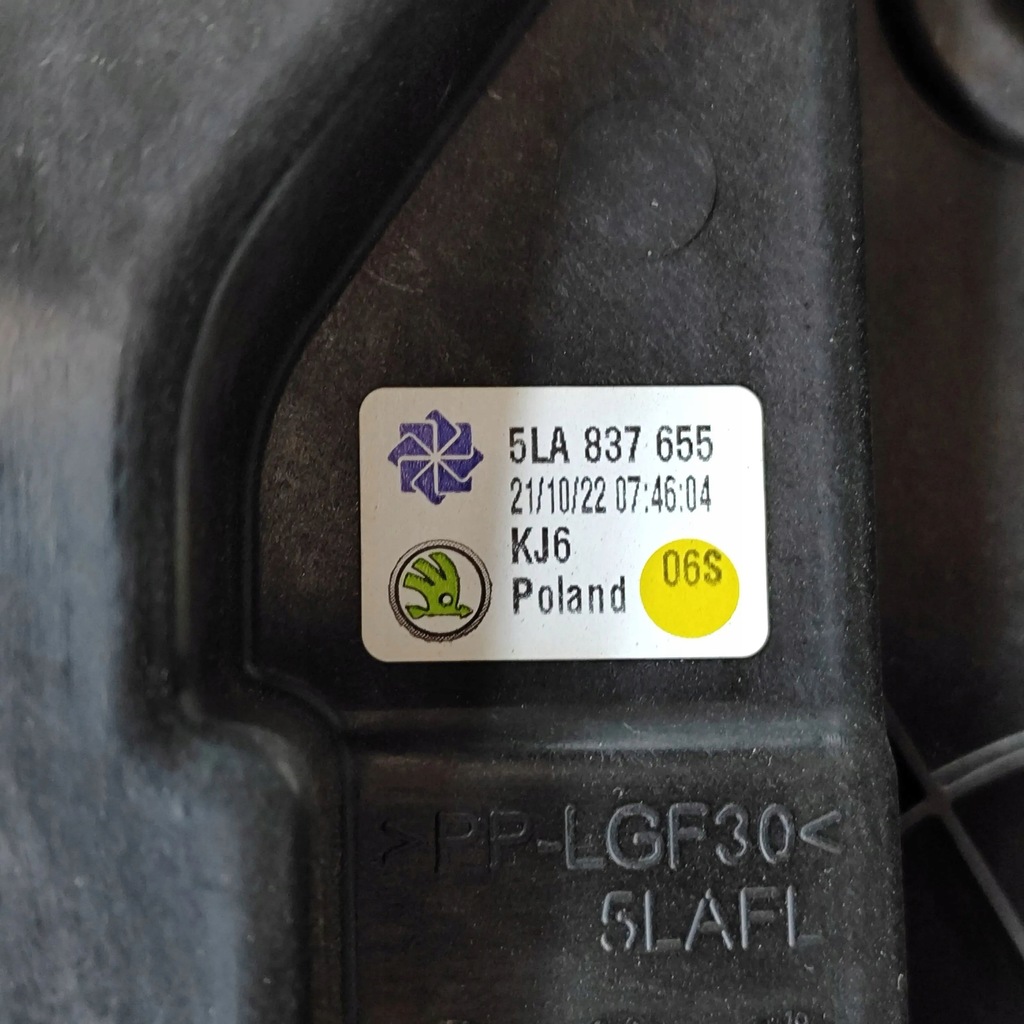 5LA 837 655
21/10/22 07:46:04
KJ6
Poland
06S
>PP-LGF30<
5LAFL